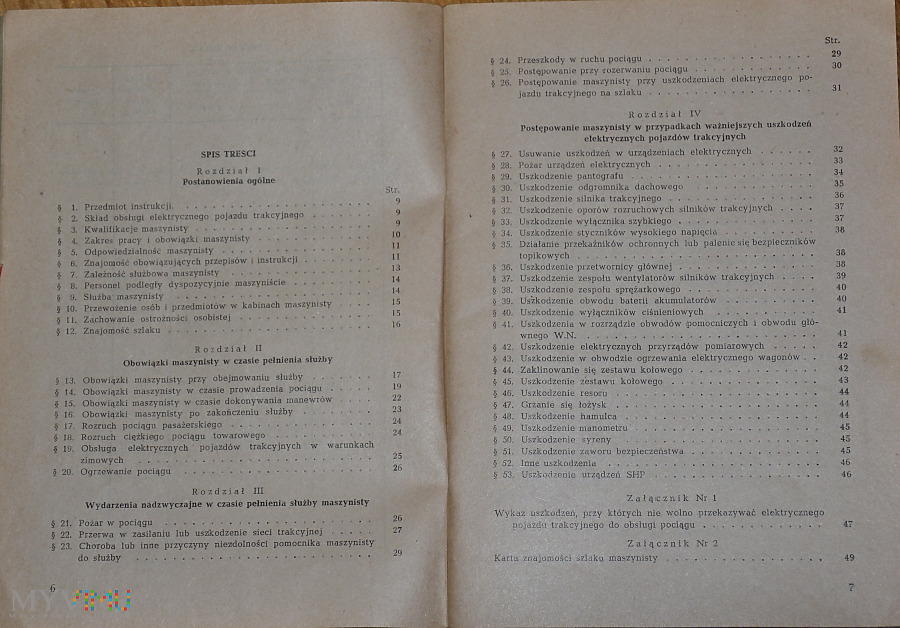 SPIS TREŚCI
Rozdział I
Postanowienia ogólne
Str.
§ 1. Przedmiot instrukcji . . . . . . . . . . 9
§ 2. Skład obsługi elektrycznego pojazdu trakcyjnego . . . . 9
§ 3. Kwalifikacje maszynisty . . . . . . . . . . 9
§ 4. Zakres pracy i obowiązki maszynisty . . . . . . . 10
§ 5. Odpowiedzialność maszynisty . . . . . . . . . 11
§ 6. Znajomość obowiązujących przepisów i instrukcji . . . . . 11
§ 7. Zależność służbowa maszynisty . . . . . . . . . 13
§ 8. Personel podległy dyspozycyjnie maszyniście . . . . . 14
§ 9. Służba maszynisty . . . . . . . . . . 14
§ 10. Przewożenie osób i przedmiotów w kabinach maszynisty . . . . 15
§ 11. Zachowanie ostrożności osobistej . . . . . . . . 15
§ 12. Znajomość szlaku . . . . . . . . . . 16
Rozdział II
Obowiązki maszynisty w czasie pełnienia służby
§ 13. Obowiązki maszynisty przy obejmowaniu służby . . . . . 17
§ 14. Obowiązki maszynisty w czasie prowadzenia pociągu . . . . 19
§ 15. Obowiązki maszynisty w czasie dokonywania manewrów . . . 22
§ 16. Obowiązki maszynisty po zakończeniu służby . . . . . 23
§ 17. Rozruch pociągu pasażerskiego . . . . . . . . 24
§ 18. Rozruch ciężkiego pociągu towarowego . . . . . . . 24
§ 19. Obsługa elektrycznych pojazdów trakcyjnych w warunkach
zimowych . . . . . . . . . . 25
§ 20. Ogrzewanie pociągu . . . . . . . . . . 26
Rozdział III
Wydarzenia nadzwyczajne w czasie pełnienia służby maszynisty
§ 21. Pożar w pociągu . . . . . . . . . . 26
§ 22. Przerwa w zasilaniu lub uszkodzenie sieci trakcyjnej . . . . 27
§ 23. Choroba lub inne przyczyny niezdolności pomocnika maszynisty
do służby . . . . . . . . . . 29
6
Str.
§ 24. Przeszkody w ruchu pociągu . . . . . . . . . . 29
§ 25. Postępowanie przy rozerwaniu pociągu . . . . . . . 30
§ 26. Postępowanie maszynisty przy uszkodzeniach elektrycznego po-
jazdu trakcyjnego na szlaku . . . . . . . . . . 31
Rozdział IV
Postępowanie maszynisty w przypadkach ważniejszych uszkodzeń
elektrycznych pojazdów trakcyjnych
§ 27. Usuwanie uszkodzeń w urządzeniach elektrycznych . . . . . 32
§ 28. Pożar urządzeń elektrycznych . . . . . . . . . 33
§ 29. Uszkodzenie pantografu . . . . . . . . . . 34
§ 30. Uszkodzenie odgromnika dachowego . . . . . . . . 35
§ 31. Uszkodzenie silnika trakcyjnego . . . . . . . . . 36
§ 32. Uszkodzenie oporów rozruchowych silników trakcyjnych . . . . 37
§ 33. Uszkodzenie wyłącznika szybkiego . . . . . . . . 37
§ 34. Uszkodzenie styczników wysokiego napięcia . . . . . . 38
§ 35. Działanie przekaźników ochronnych lub palenie się bezpieczników
topikowych . . . . . . . . . . 38
§ 36. Uszkodzenie przetwornicy głównej . . . . . . . . 38
§ 37. Uszkodzenie zespołu wentylatorów silników trakcyjnych . . . . 39
§ 38. Uszkodzenie zespołu sprężarkowego . . . . . . . . 40
§ 39. Uszkodzenie obwodu baterii akumulatorów . . . . . . 40
§ 40. Uszkodzenie wyłączników ciśnieniowych . . . . . . . 41
§ 41. Uszkodzenia w rozrządzie obwodów pomocniczych i obwodu głó-
wnego W.N. . . . . . . . . . . 41
§ 42. Uszkodzenie elektrycznych przyrządów pomiarowych . . . . . 42
§ 43. Uszkodzenie w obwodzie ogrzewania elektrycznego wagonów . . 42
§ 44. Zaklinowanie się zestawu kołowego . . . . . . . . 42
§ 45. Uszkodzenie zestawu kołowego . . . . . . . . . 43
§ 46. Uszkodzenie resoru . . . . . . . . . . 44
§ 47. Grzanie się łożysk . . . . . . . . . . 44
§ 48. Uszkodzenie hamulca . . . . . . . . . . 44
§ 49. Uszkodzenie manometru . . . . . . . . . . 45
§ 50. Uszkodzenie syreny . . . . . . . . . . 45
§ 51. Uszkodzenie zaworu bezpieczeństwa . . . . . . . . 45
§ 52. Inne uszkodzenia . . . . . . . . . . 46
§ 53. Uszkodzenie urządzeń SHP . . . . . . . . . . 46
Załącznik Nr 1
Wykaz uszkodzeń, przy których nie wolno przekazywać elektrycznego
pojazdu trakcyjnego do obsługi pociągu . . . . . . . . 47
Załącznik Nr 2
Karta znajomości szlaku maszynisty . . . . . . . . . 49
7